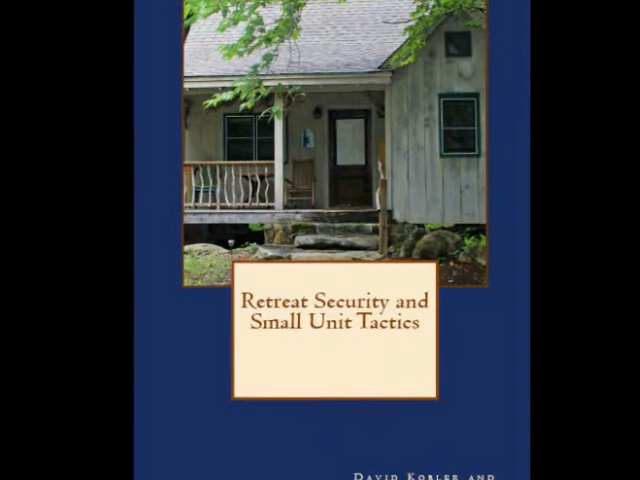 Retreat Security and
Small Unit Tactics
David Kobler and